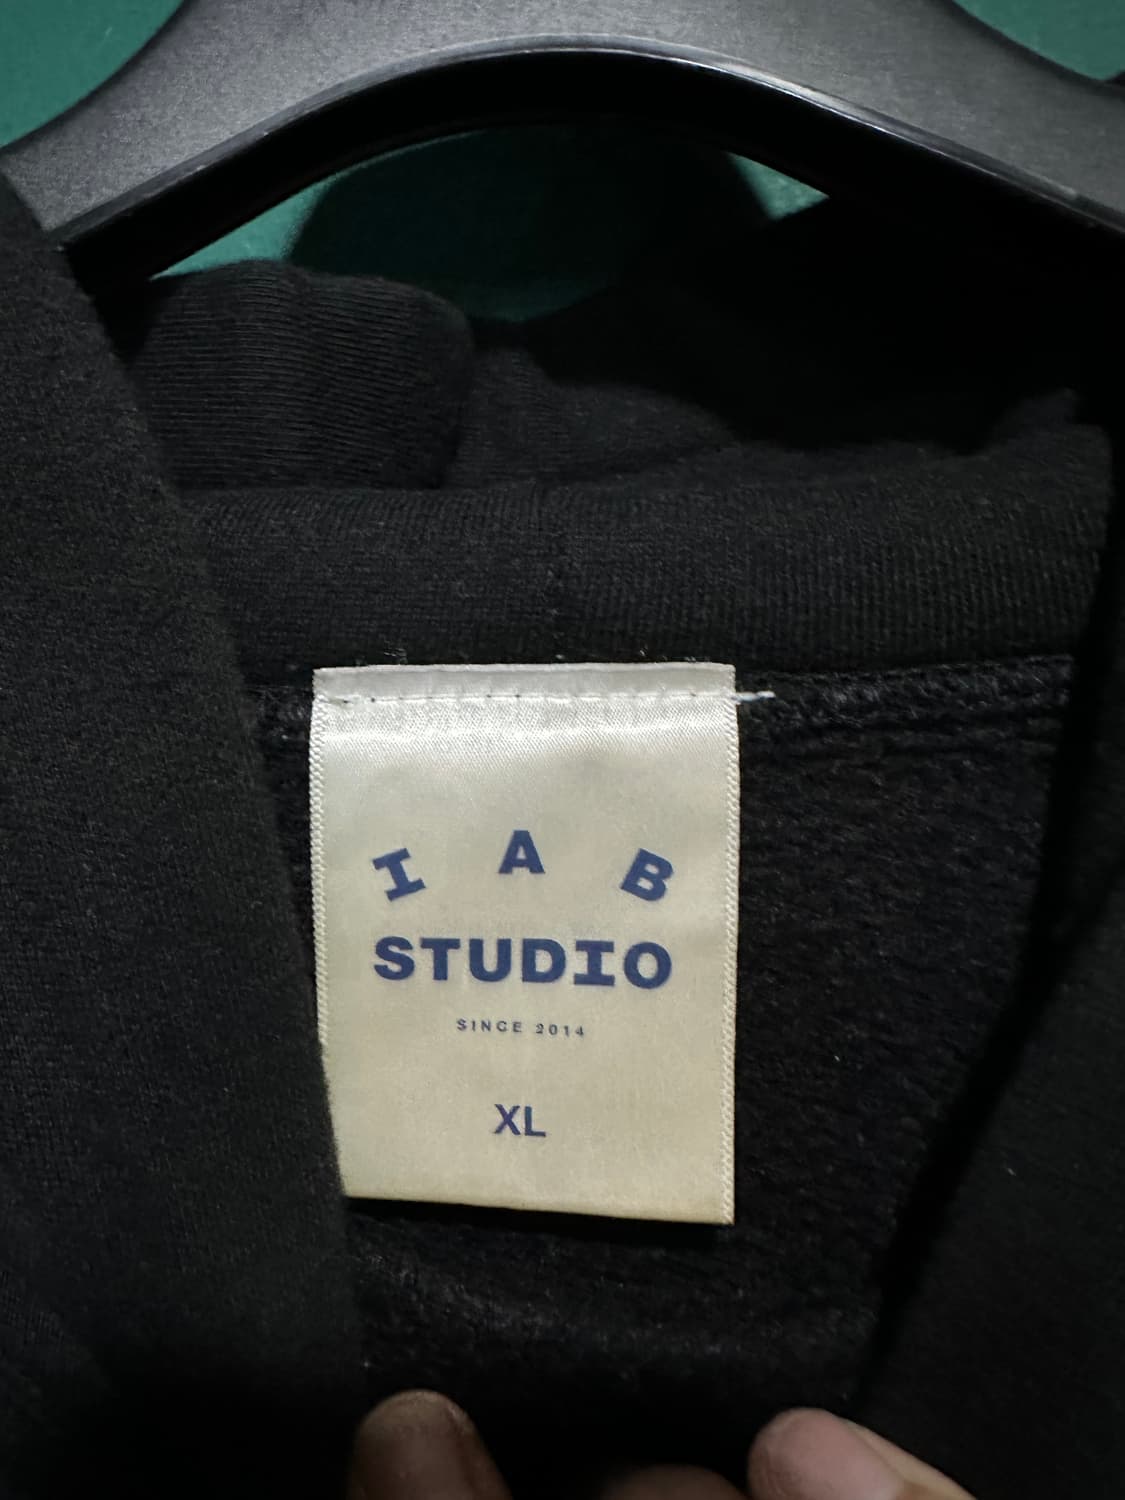 I A B
STUDIO
SINCE 2014
XL